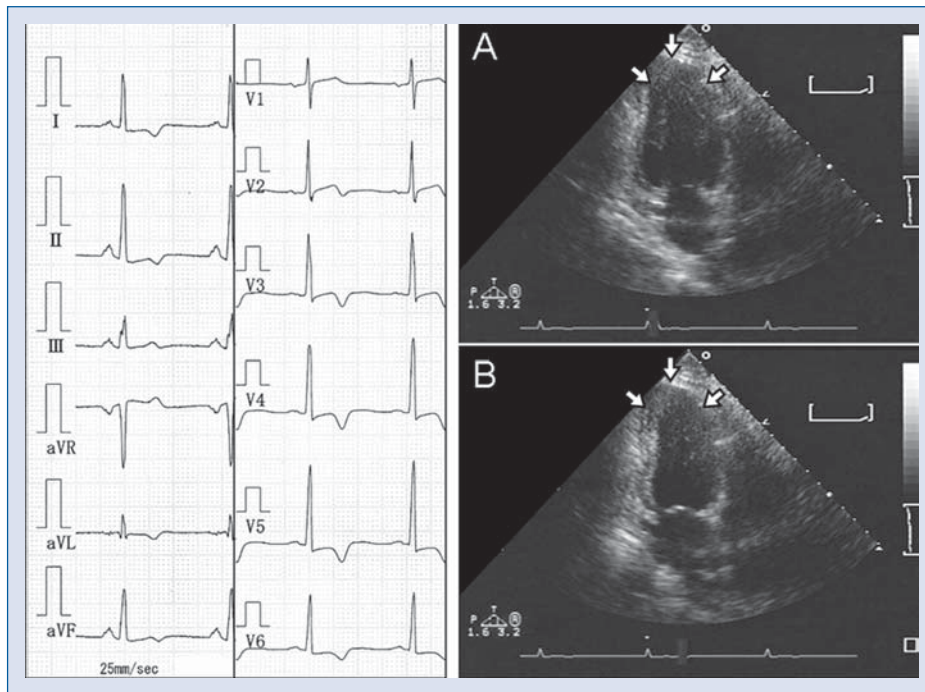 I
II
III
aVR
aVL
aVF
25mm/sec
V1
V2
V3
V4
V5
V6
A
P T R
1.6 3.2
B
P T R
1.6 3.2